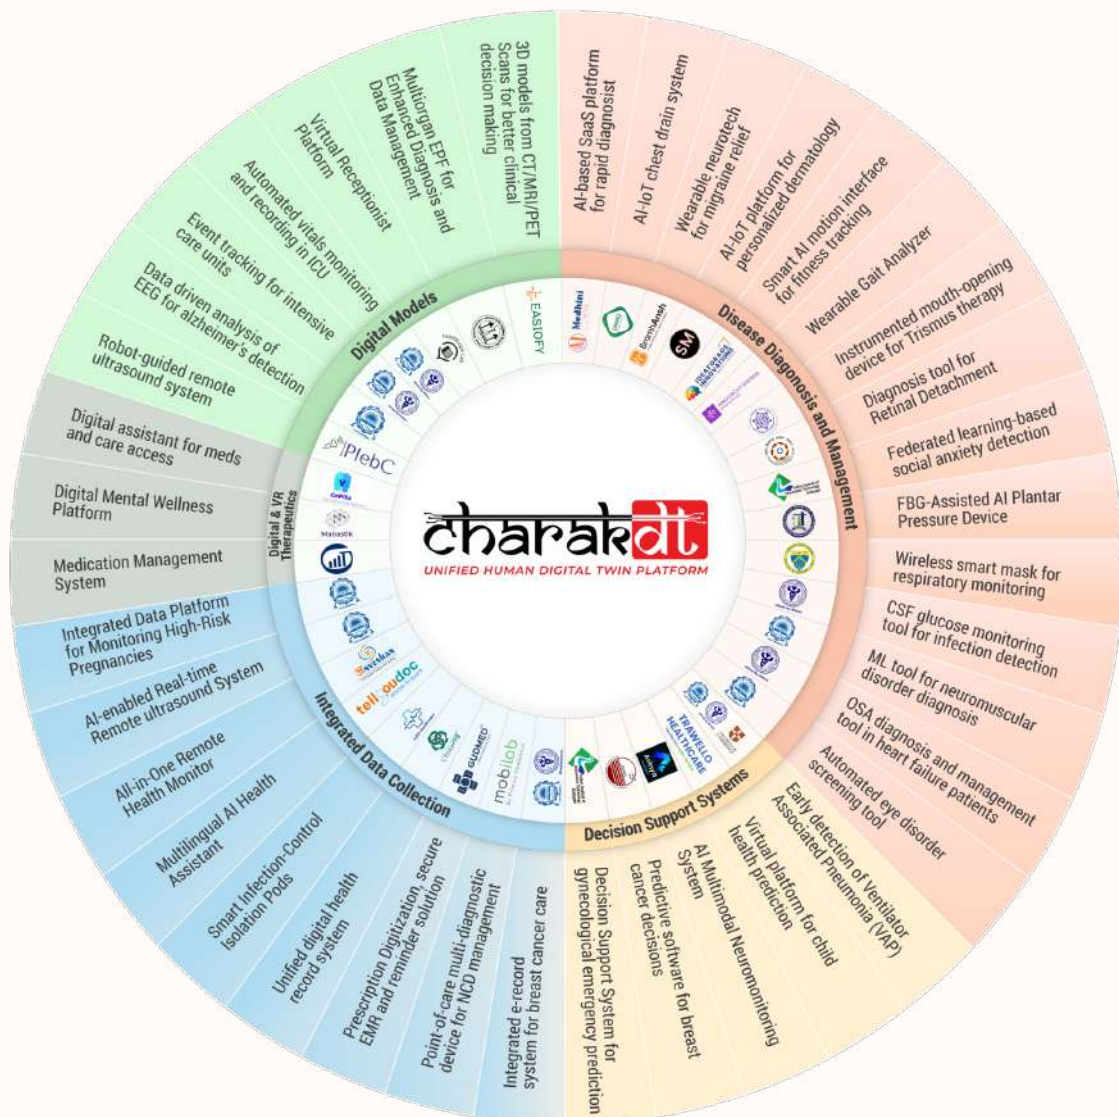 charakdt
UNIFIED HUMAN DIGITAL TWIN PLATFORM
Disease Diagonosis and Management
AI-based SaaS platform
for rapid diagnosist
AI-IoT chest drain system
Wearable neurotech
for migraine relief
AI-IoT platform for
personalized dermatology
Smart AI motion interface
for fitness tracking
Wearable Gait Analyzer
Instrumented mouth-opening
device for Trismus therapy
Diagnosis tool for
Retinal Detachment
Federated learning-based
social anxiety detection
FBG-Assisted AI Plantar
Pressure Device
Wireless smart mask for
respiratory monitoring
CSF glucose monitoring
tool for infection detection
ML tool for neuromuscular
disorder diagnosis
OSA diagnosis and management
tool in heart failure patients
Automated eye disorder
screening tool
Decision Support Systems
Early detection of Ventilator
Associated Pneumonia (VAP)
Virtual platform for child
health prediction
AI Multimodal Neuromonitoring
System
Predictive software for breast
cancer decisions
Decision Support System for
gynecological emergency prediction
Integrated Data Collection
Integrated e-record
system for breast cancer care
Point-of-care multi-diagnostic
device for NCD management
Prescription Digitization, secure
EMR and reminder solution
Unified digital health
record system
Smart Infection-Control
Isolation Pods
Multilingual AI Health
Assistant
All-in-One Remote
Health Monitor
AI-enabled Real-time
Remote ultrasound System
Integrated Data Platform
for Monitoring High-Risk
Pregnancies
Digital & VR
Therapeutics
Medication Management
System
Digital Mental Wellness
Platform
Digital assistant for meds
and care access
Digital Models
Robot-guided remote
ultrasound system
Data driven analysis of
EEG for alzheimer's detection
Event tracking for intensive
care units
Automated vitals monitoring
and recording in ICU
Virtual Receptionist
Platform
Multiorgan EPF for
Enhanced Diagnosis and
Data Management
3D models from CT/MRI/PET
Scans for better clinical
decision making
EASIOFY
Medhini
BramhAnsh
SM
TRAWELLO
HEALTHCARE
mobilab
GUOMED
tellyoudoc
Manastik
PlebC